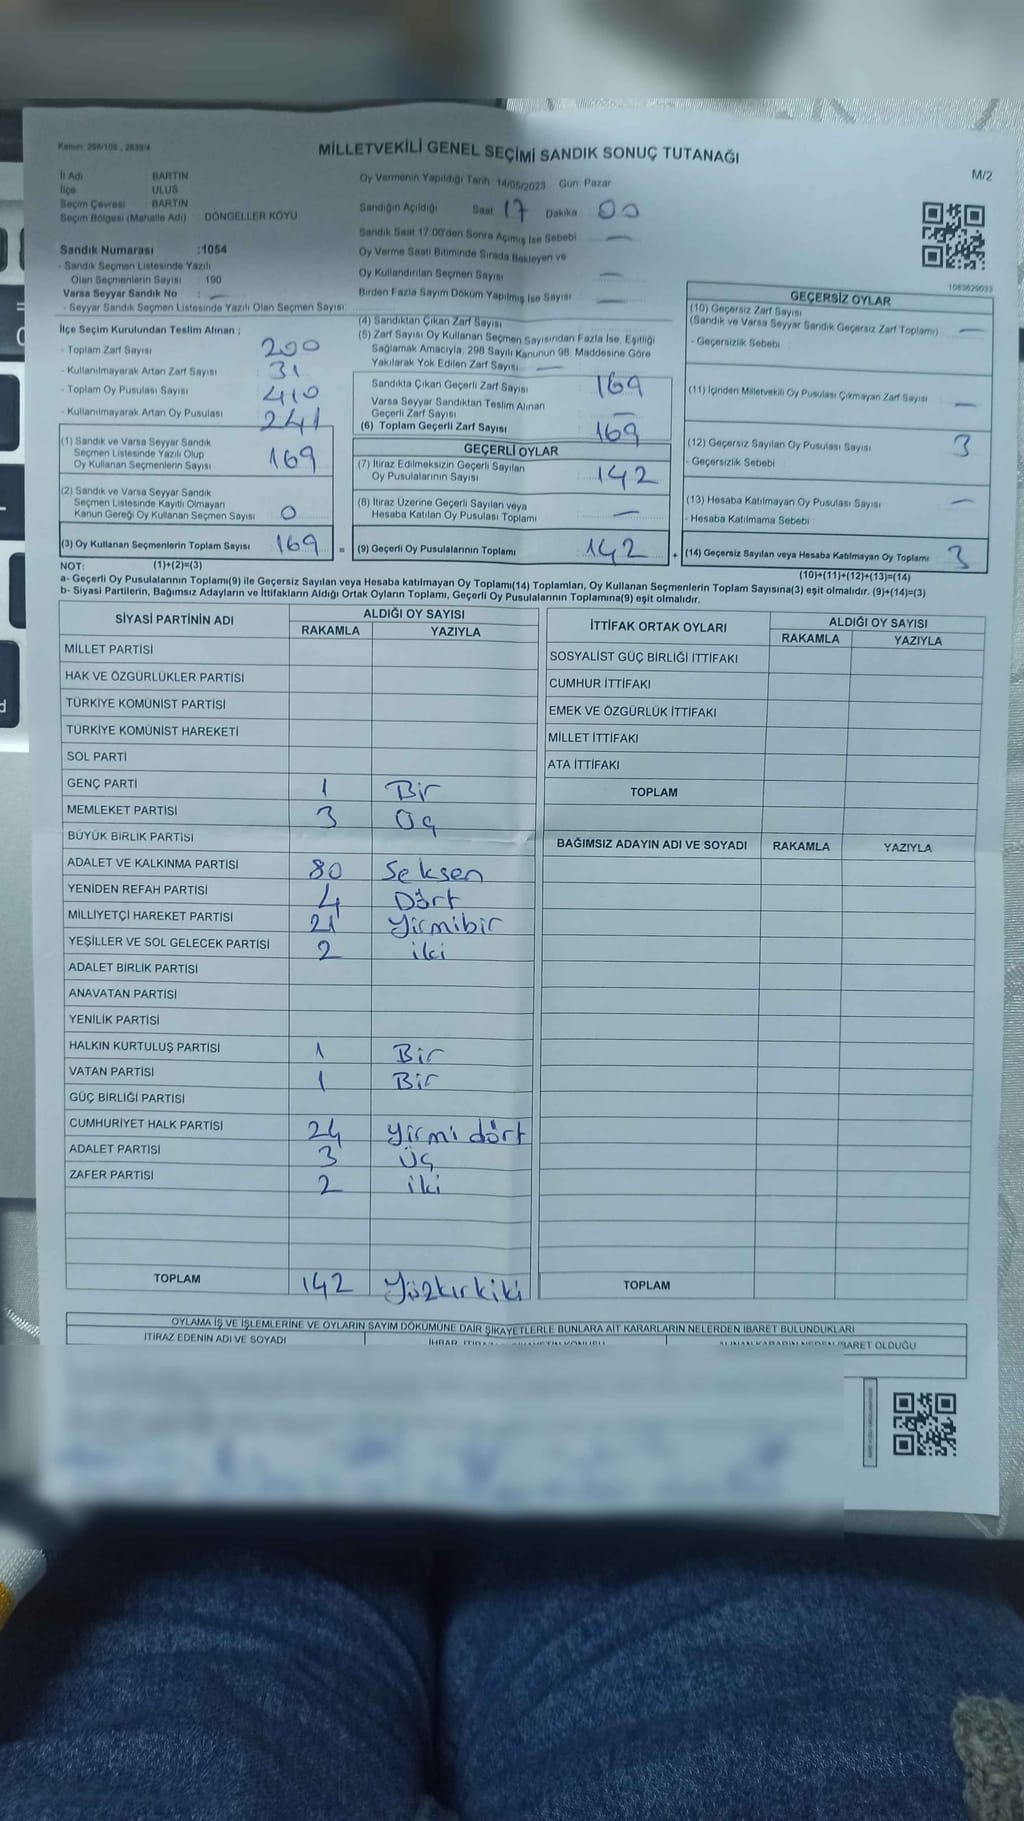 Kanun: 298/105 , 2839/4
MİLLETVEKİLİ GENEL SEÇİMİ SANDIK SONUÇ TUTANAĞI
M/2
İl Adı BARTIN
İlçe ULUS
Seçim Çevresi BARTIN
Seçim Bölgesi (Mahalle Adı) : DÖNGELLER KÖYÜ
Sandık Numarası :1054
- Sandık Seçmen Listesinde Yazılı
Olan Seçmenlerin Sayısı : 190
Varsa Seyyar Sandık No : —
- Seyyar Sandık Seçmen Listesinde Yazılı Olan Seçmen Sayısı:
İlçe Seçim Kurulundan Teslim Alınan ;
- Toplam Zarf Sayısı 200
- Kullanılmayarak Artan Zarf Sayısı 31
- Toplam Oy Pusulası Sayısı 410
- Kullanılmayarak Artan Oy Pusulası 241
(1) Sandık ve Varsa Seyyar Sandık
Seçmen Listesinde Yazılı Olup
Oy Kullanan Seçmenlerin Sayısı 169
(2) Sandık ve Varsa Seyyar Sandık
Seçmen Listesinde Kayıtlı Olmayan
Kanun Gereği Oy Kullanan Seçmen Sayısı 0
(3) Oy Kullanan Seçmenlerin Toplam Sayısı 169 =
Oy Vermenin Yapıldığı Tarih: 14/05/2023 Gün: Pazar
Sandığın Açıldığı Saat 17 Dakika 00
Sandık Saat 17.00'den Sonra Açımış İse Sebebi —
Oy Verme Saati Bitiminde Sırada Bekleyen ve
Oy Kullandırılan Seçmen Sayısı —
Birden Fazla Sayım Döküm Yapılmış İse Sayısı —
(4) Sandıktan Çıkan Zarf Sayısı
(5) Zarf Sayısı Oy Kullanan Seçmen Sayısından Fazla İse, Eşitliği
Sağlamak Amacıyla, 298 Sayılı Kanunun 98. Maddesine Göre
Yakılarak Yok Edilen Zarf Sayısı —
Sandıkta Çıkan Geçerli Zarf Sayısı 169
Varsa Seyyar Sandıktan Teslim Alınan
Geçerli Zarf Sayısı —
(6) Toplam Geçerli Zarf Sayısı 169
GEÇERLİ OYLAR
(7) İtiraz Edilmeksizin Geçerli Sayılan
Oy Pusulalarının Sayısı 142
(8) İtiraz Üzerine Geçerli Sayılan veya
Hesaba Katılan Oy Pusulası Toplamı —
(9) Geçerli Oy Pusulalarının Toplamı 142 +
1083629033
GEÇERSİZ OYLAR
(10) Geçersiz Zarf Sayısı
(Sandık ve Varsa Seyyar Sandık Geçersiz Zarf Toplamı) —
- Geçersizlik Sebebi
(11) İçinden Milletvekili Oy Pusulası Çıkmayan Zarf Sayısı —
(12) Geçersiz Sayılan Oy Pusulası Sayısı 3
- Geçersizlik Sebebi
(13) Hesaba Katılmayan Oy Pusulası Sayısı —
- Hesaba Katılmama Sebebi
(14) Geçersiz Sayılan veya Hesaba Katılmayan Oy Toplamı 3
NOT: (1)+(2)=(3) (10)+(11)+(12)+(13)=(14)
a- Geçerli Oy Pusulalarının Toplamı(9) ile Geçersiz Sayılan veya Hesaba katılmayan Oy Toplamı(14) Toplamları, Oy Kullanan Seçmenlerin Toplam Sayısına(3) eşit olmalıdır. (9)+(14)=(3)
b- Siyasi Partilerin, Bağımsız Adayların ve İttifakların Aldığı Ortak Oyların Toplamı, Geçerli Oy Pusulalarının Toplamına(9) eşit olmalıdır.
SİYASİ PARTİNİN ADI ALDIĞI OY SAYISI
RAKAMLA YAZIYLA
MİLLET PARTİSİ
HAK VE ÖZGÜRLÜKLER PARTİSİ
TÜRKİYE KOMÜNİST PARTİSİ
TÜRKİYE KOMÜNİST HAREKETİ
SOL PARTİ
GENÇ PARTİ 1 Bir
MEMLEKET PARTİSİ 3 Üç
BÜYÜK BİRLİK PARTİSİ
ADALET VE KALKINMA PARTİSİ 80 Seksen
YENİDEN REFAH PARTİSİ 4 Dört
MİLLİYETÇİ HAREKET PARTİSİ 21 Yirmibir
YEŞİLLER VE SOL GELECEK PARTİSİ 2 iki
ADALET BİRLİK PARTİSİ
ANAVATAN PARTİSİ
YENİLİK PARTİSİ
HALKIN KURTULUŞ PARTİSİ 1 Bir
VATAN PARTİSİ 1 Bir
GÜÇ BİRLİĞİ PARTİSİ
CUMHURİYET HALK PARTİSİ 24 Yirmi dört
ADALET PARTİSİ 3 Üç
ZAFER PARTİSİ 2 iki
TOPLAM 142 Yüzkırkiki
İTTİFAK ORTAK OYLARI ALDIĞI OY SAYISI
RAKAMLA YAZIYLA
SOSYALİST GÜÇ BİRLİĞİ İTTİFAKI
CUMHUR İTTİFAKI
EMEK VE ÖZGÜRLÜK İTTİFAKI
MİLLET İTTİFAKI
ATA İTTİFAKI
TOPLAM
BAĞIMSIZ ADAYIN ADI VE SOYADI RAKAMLA YAZIYLA
TOPLAM
OYLAMA İŞ VE İŞLEMLERİNE VE OYLARIN SAYIM DÖKÜMÜNE DAİR ŞİKAYETLERLE BUNLARA AİT KARARLARIN NELERDEN İBARET BULUNDUKLARI
İTİRAZ EDENİN ADI VE SOYADI